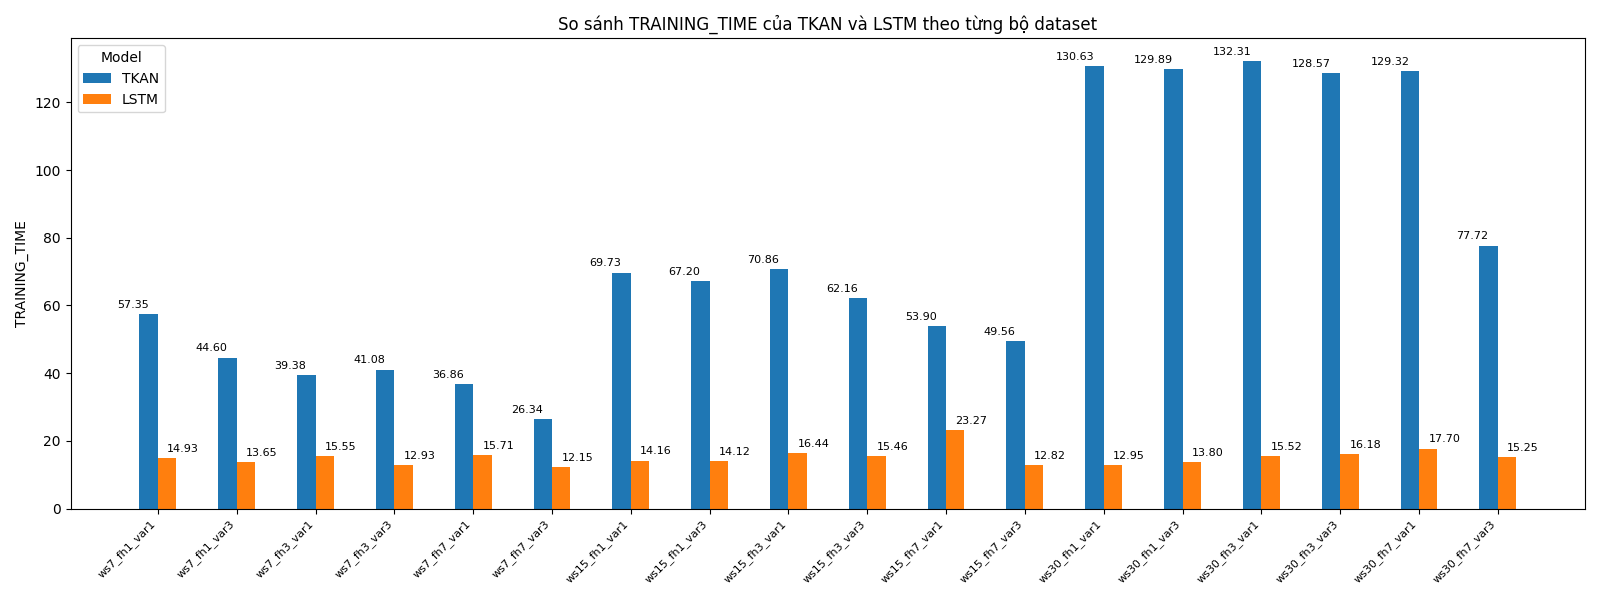 So sánh TRAINING_TIME của TKAN và LSTM theo từng bộ dataset
Model
TKAN
LSTM
TRAINING_TIME
120
100
80
60
40
20
0
57.35
14.93
44.60
13.65
39.38
15.55
41.08
12.93
36.86
15.71
26.34
12.15
69.73
14.16
67.20
14.12
70.86
16.44
62.16
15.46
53.90
23.27
49.56
12.82
130.63
12.95
129.89
13.80
132.31
15.52
128.57
16.18
129.32
17.70
77.72
15.25
ws7_fh1_var1
ws7_fh1_var3
ws7_fh3_var1
ws7_fh3_var3
ws7_fh7_var1
ws7_fh7_var3
ws15_fh1_var1
ws15_fh1_var3
ws15_fh3_var1
ws15_fh3_var3
ws15_fh7_var1
ws15_fh7_var3
ws30_fh1_var1
ws30_fh1_var3
ws30_fh3_var1
ws30_fh3_var3
ws30_fh7_var1
ws30_fh7_var3